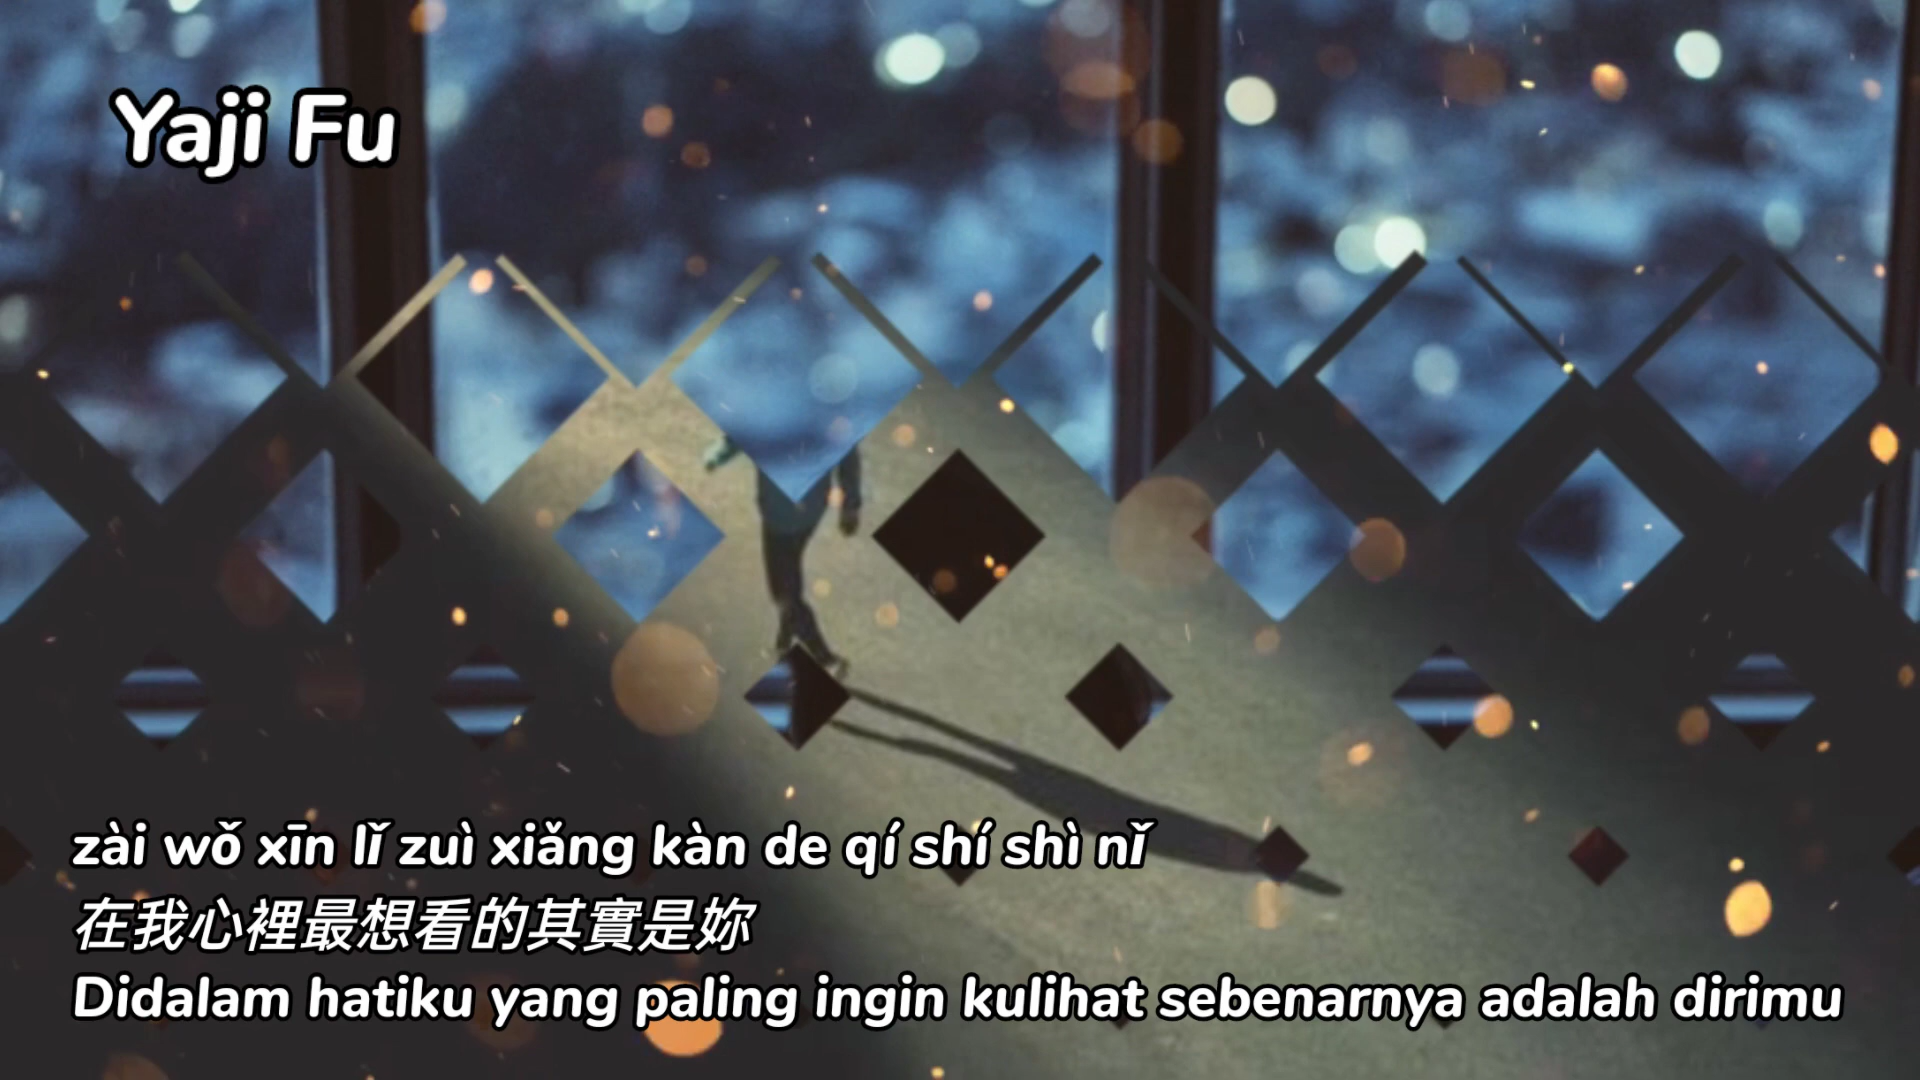 Yaji Fu
zài wǒ xīn lǐ zuì xiǎng kàn de qí shí shì nǐ
在我心裡最想看的其實是妳
Didalam hatiku yang paling ingin kulihat sebenarnya adalah dirimu